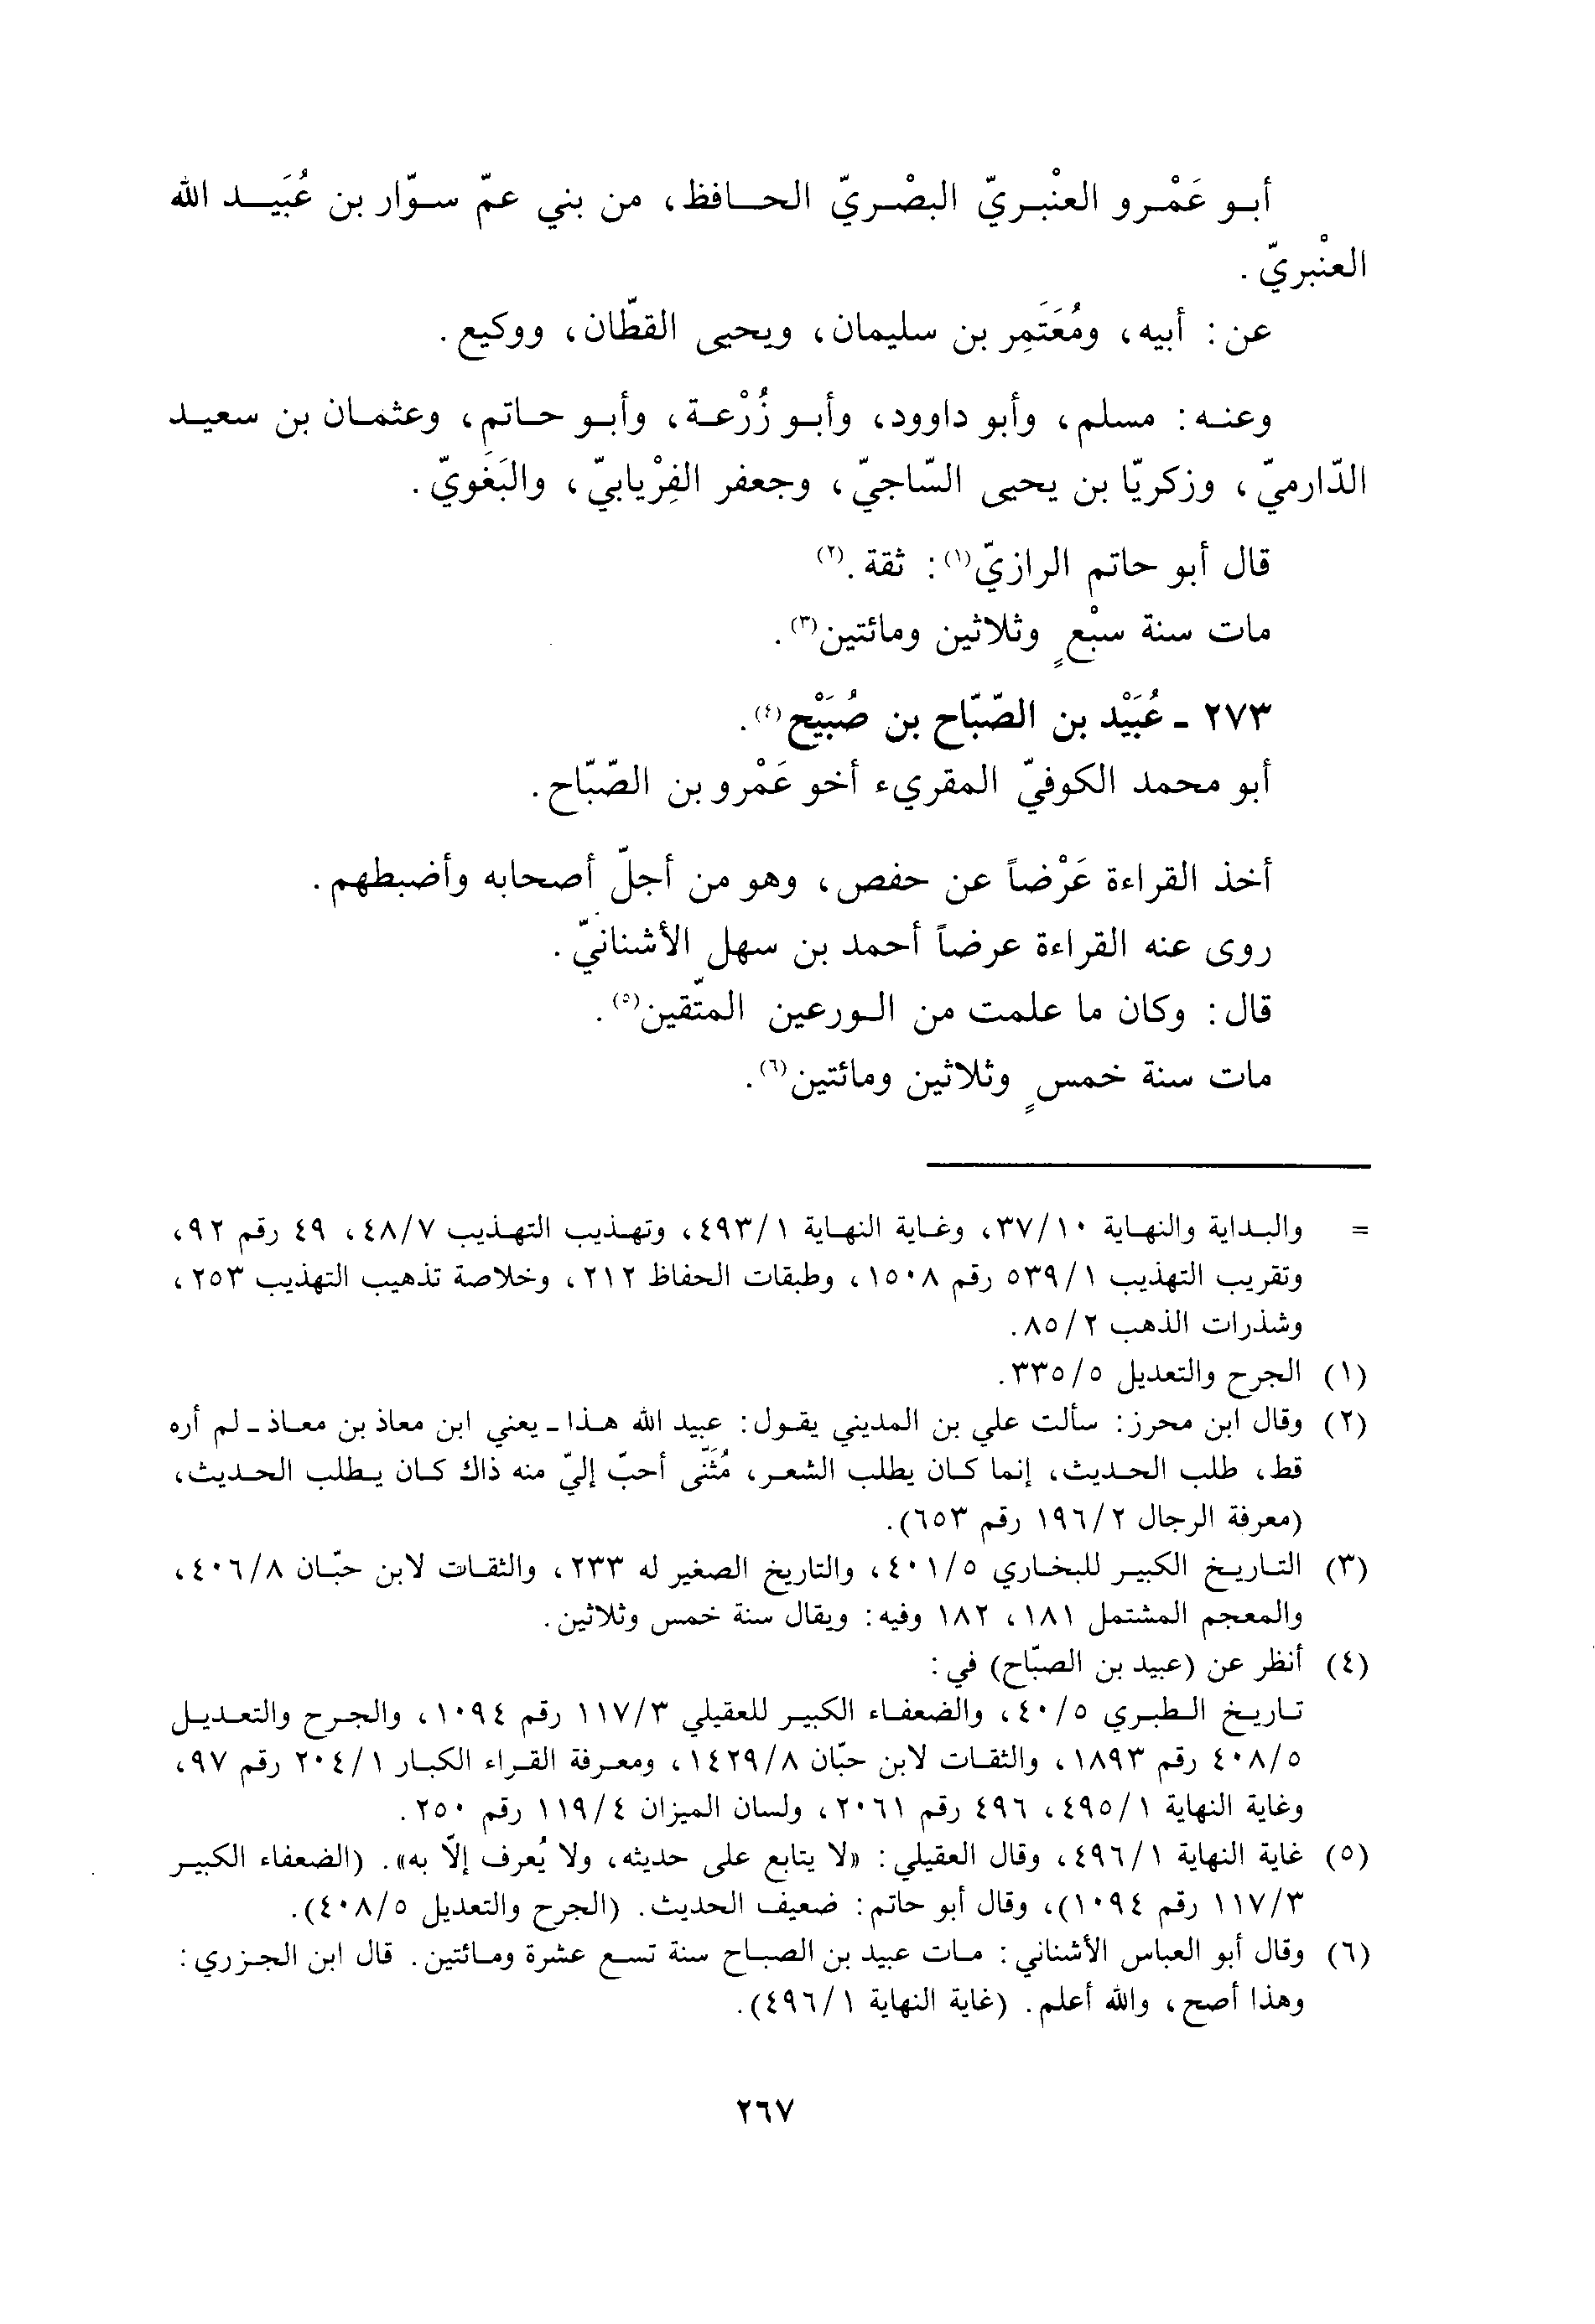 أبو عَمْرو العنْبريّ البصْريّ الحافظ، من بني عمّ سوّار بن عُبَيد الله
العنْبريّ.
عن: أبيه، ومُعَتَمِر بن سليمان، ويحيى القطّان، ووكيع.
وعنه: مسلم، وأبو داوود، وأبو زُرْعة، وأبو حاتم، وعثمان بن سعيد
الدّارميّ، وزكريّا بن يحيى السّاجيّ، وجعفر الفِرْيابيّ، والبَغَويّ.
قال أبو حاتم الرازيّ(١): ثقة.(٢)
مات سنة سبْعٍ وثلاثين ومائتين(٣).
٢٧٣ ـ عُبَيْد بن الصّبّاح بن صُبَيْح(٤).
أبو محمد الكوفيّ المقريء أخو عَمْرو بن الصّبّاح.
أخذ القراءة عَرْضاً عن حفص، وهو من أجلّ أصحابه وأضبطهم.
روى عنه القراءة عرضاً أحمد بن سهل الأشنانيّ.
قال: وكان ما علمت من الورعين المتّقين(٥).
مات سنة خمسٍ وثلاثين ومائتين(٦).
= والبداية والنهاية ٣٧/١٠، وغاية النهاية ٤٩٣/١، وتهذيب التهذيب ٤٨/٧، ٤٩ رقم ٩٢،
وتقريب التهذيب ٥٣٩/١ رقم ١٥٠٨، وطبقات الحفاظ ٢١٢، وخلاصة تذهيب التهذيب ٢٥٣،
وشذرات الذهب ٨٥/٢.
(١) الجرح والتعديل ٣٣٥/٥.
(٢) وقال ابن محرز: سألت علي بن المديني يقول: عبيد الله هذا ـ يعني ابن معاذ بن معاذ ـ لم أره
قط، طلب الحديث، إنما كان يطلب الشعر، مُثَنّى أحبّ إليّ منه ذاك كان يطلب الحديث،
(معرفة الرجال ١٩٦/٢ رقم ٦٥٣).
(٣) التاريخ الكبير للبخاري ٤٠١/٥، والتاريخ الصغير له ٢٣٣، والثقات لابن حبّان ٤٠٦/٨،
والمعجم المشتمل ١٨١، ١٨٢ وفيه: ويقال سنة خمس وثلاثين.
(٤) أنظر عن (عبيد بن الصبّاح) في:
تاريخ الطبري ٤٠/٥، والضعفاء الكبير للعقيلي ١١٧/٣ رقم ١٠٩٤، والجرح والتعديل
٤٠٨/٥ رقم ١٨٩٣، والثقات لابن حبّان ١٤٢٩/٨، ومعرفة القراء الكبار ٢٠٤/١ رقم ٩٧،
وغاية النهاية ٤٩٥/١، ٤٩٦ رقم ٢٠٦١، ولسان الميزان ١١٩/٤ رقم ٢٥٠.
(٥) غاية النهاية ٤٩٦/١، وقال العقيلي: «لا يتابع على حديثه، ولا يُعرف إلّا به». (الضعفاء الكبير
١١٧/٣ رقم ١٠٩٤)، وقال أبو حاتم: ضعيف الحديث. (الجرح والتعديل ٤٠٨/٥).
(٦) وقال أبو العباس الأشناني: مات عبيد بن الصباح سنة تسع عشرة ومائتين. قال ابن الجزري:
وهذا أصح، والله أعلم. (غاية النهاية ٤٩٦/١).
٢٦٧